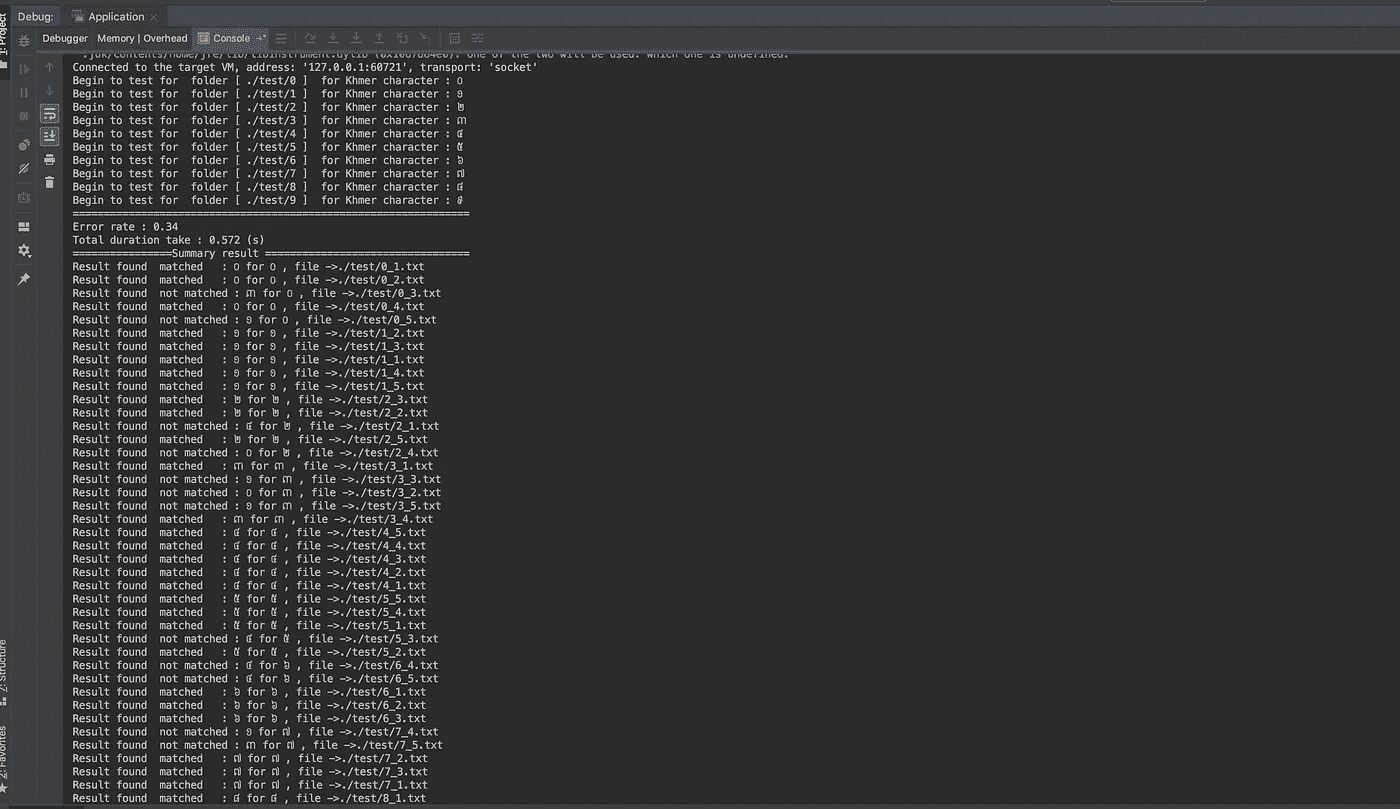 Debug: Application
Debugger Memory | Overhead Console
1: Project
Connected to the target VM, address: '127.0.0.1:60721', transport: 'socket'
Begin to test for  folder [ ./test/0 ]  for Khmer character : ០
Begin to test for  folder [ ./test/1 ]  for Khmer character : ១
Begin to test for  folder [ ./test/2 ]  for Khmer character : ២
Begin to test for  folder [ ./test/3 ]  for Khmer character : ៣
Begin to test for  folder [ ./test/4 ]  for Khmer character : ៤
Begin to test for  folder [ ./test/5 ]  for Khmer character : ៥
Begin to test for  folder [ ./test/6 ]  for Khmer character : ៦
Begin to test for  folder [ ./test/7 ]  for Khmer character : ៧
Begin to test for  folder [ ./test/8 ]  for Khmer character : ៨
Begin to test for  folder [ ./test/9 ]  for Khmer character : ៩
================================================================
Error rate : 0.34
Total duration take : 0.572 (s)
================Summary result =================================
Result found  matched   : ០ for ០ , file ->./test/0_1.txt
Result found  matched   : ០ for ០ , file ->./test/0_2.txt
Result found  not matched : ៣ for ០ , file ->./test/0_3.txt
Result found  matched   : ០ for ០ , file ->./test/0_4.txt
Result found  not matched : ១ for ០ , file ->./test/0_5.txt
Result found  matched   : ១ for ១ , file ->./test/1_2.txt
Result found  matched   : ១ for ១ , file ->./test/1_3.txt
Result found  matched   : ១ for ១ , file ->./test/1_1.txt
Result found  matched   : ១ for ១ , file ->./test/1_4.txt
Result found  matched   : ១ for ១ , file ->./test/1_5.txt
Result found  matched   : ២ for ២ , file ->./test/2_3.txt
Result found  matched   : ២ for ២ , file ->./test/2_2.txt
Result found  not matched : ៤ for ២ , file ->./test/2_1.txt
Result found  matched   : ២ for ២ , file ->./test/2_5.txt
Result found  not matched : ០ for ២ , file ->./test/2_4.txt
Result found  matched   : ៣ for ៣ , file ->./test/3_1.txt
Result found  not matched : ១ for ៣ , file ->./test/3_3.txt
Result found  not matched : ០ for ៣ , file ->./test/3_2.txt
Result found  not matched : ១ for ៣ , file ->./test/3_5.txt
Result found  matched   : ៣ for ៣ , file ->./test/3_4.txt
Result found  matched   : ៤ for ៤ , file ->./test/4_5.txt
Result found  matched   : ៤ for ៤ , file ->./test/4_4.txt
Result found  matched   : ៤ for ៤ , file ->./test/4_3.txt
Result found  matched   : ៤ for ៤ , file ->./test/4_2.txt
Result found  matched   : ៤ for ៤ , file ->./test/4_1.txt
Result found  matched   : ៥ for ៥ , file ->./test/5_5.txt
Result found  matched   : ៥ for ៥ , file ->./test/5_4.txt
Result found  matched   : ៥ for ៥ , file ->./test/5_1.txt
Result found  not matched : ៤ for ៥ , file ->./test/5_3.txt
Result found  matched   : ៥ for ៥ , file ->./test/5_2.txt
Result found  not matched : ៤ for ៦ , file ->./test/6_4.txt
Result found  not matched : ៤ for ៦ , file ->./test/6_5.txt
Result found  matched   : ៦ for ៦ , file ->./test/6_1.txt
Result found  matched   : ៦ for ៦ , file ->./test/6_2.txt
Result found  matched   : ៦ for ៦ , file ->./test/6_3.txt
Result found  not matched : ១ for ៧ , file ->./test/7_4.txt
Result found  not matched : ៣ for ៧ , file ->./test/7_5.txt
Result found  matched   : ៧ for ៧ , file ->./test/7_2.txt
Result found  matched   : ៧ for ៧ , file ->./test/7_3.txt
Result found  matched   : ៧ for ៧ , file ->./test/7_1.txt
Result found  matched   : ៨ for ៨ , file ->./test/8_1.txt
Z: Structure
2: Favorites